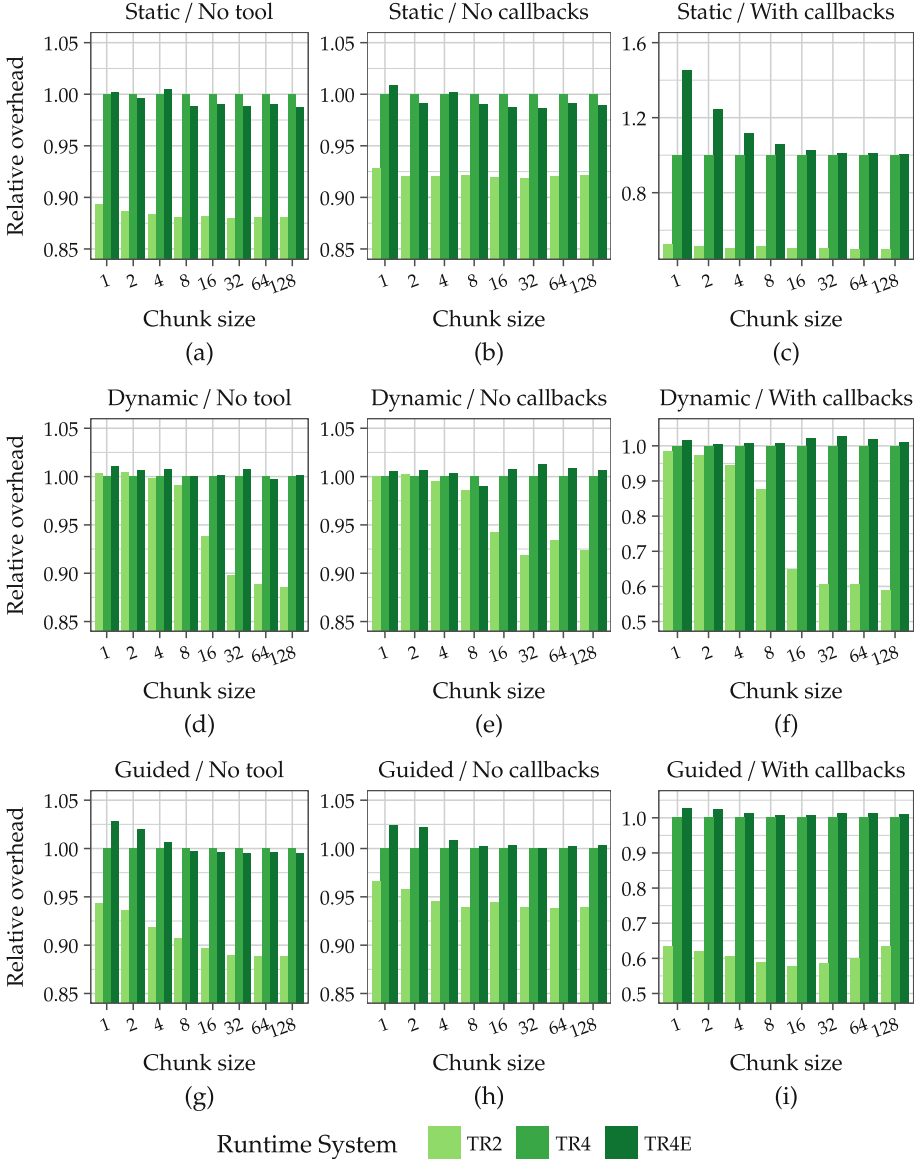 Static / No tool
Static / No callbacks
Static / With callbacks
Relative overhead
1.05
1.00
0.95
0.90
0.85
1.05
1.00
0.95
0.90
0.85
1.6
1.2
0.8
1 2 4 8 16 32 64 128
1 2 4 8 16 32 64 128
1 2 4 8 16 32 64 128
Chunk size
Chunk size
Chunk size
(a)
(b)
(c)
Dynamic / No tool
Dynamic / No callbacks
Dynamic / With callbacks
Relative overhead
1.05
1.00
0.95
0.90
0.85
1.05
1.00
0.95
0.90
0.85
1.0
0.9
0.8
0.7
0.6
0.5
1 2 4 8 16 32 64 128
1 2 4 8 16 32 64 128
1 2 4 8 16 32 64 128
Chunk size
Chunk size
Chunk size
(d)
(e)
(f)
Guided / No tool
Guided / No callbacks
Guided / With callbacks
Relative overhead
1.05
1.00
0.95
0.90
0.85
1.05
1.00
0.95
0.90
0.85
1.0
0.9
0.8
0.7
0.6
0.5
1 2 4 8 16 32 64 128
1 2 4 8 16 32 64 128
1 2 4 8 16 32 64 128
Chunk size
Chunk size
Chunk size
(g)
(h)
(i)
Runtime System TR2 TR4 TR4E